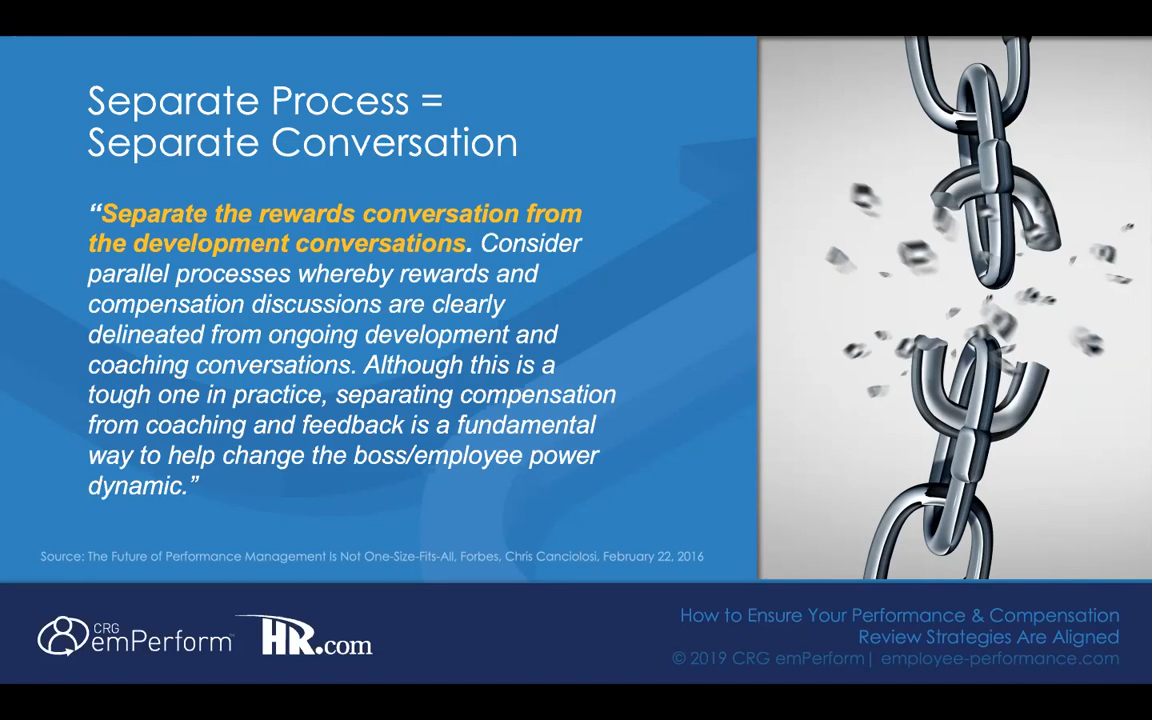 Separate Process =
Separate Conversation
“Separate the rewards conversation from
the development conversations. Consider
parallel processes whereby rewards and
compensation discussions are clearly
delineated from ongoing development and
coaching conversations. Although this is a
tough one in practice, separating compensation
from coaching and feedback is a fundamental
way to help change the boss/employee power
dynamic.”
Source: The Future of Performance Management Is Not One-Size-Fits-All, Forbes, Chris Canciolosi, February 22, 2016
CRG
emPerform™
HR.com
How to Ensure Your Performance & Compensation
Review Strategies Are Aligned
© 2019 CRG emPerform| employee-performance.com